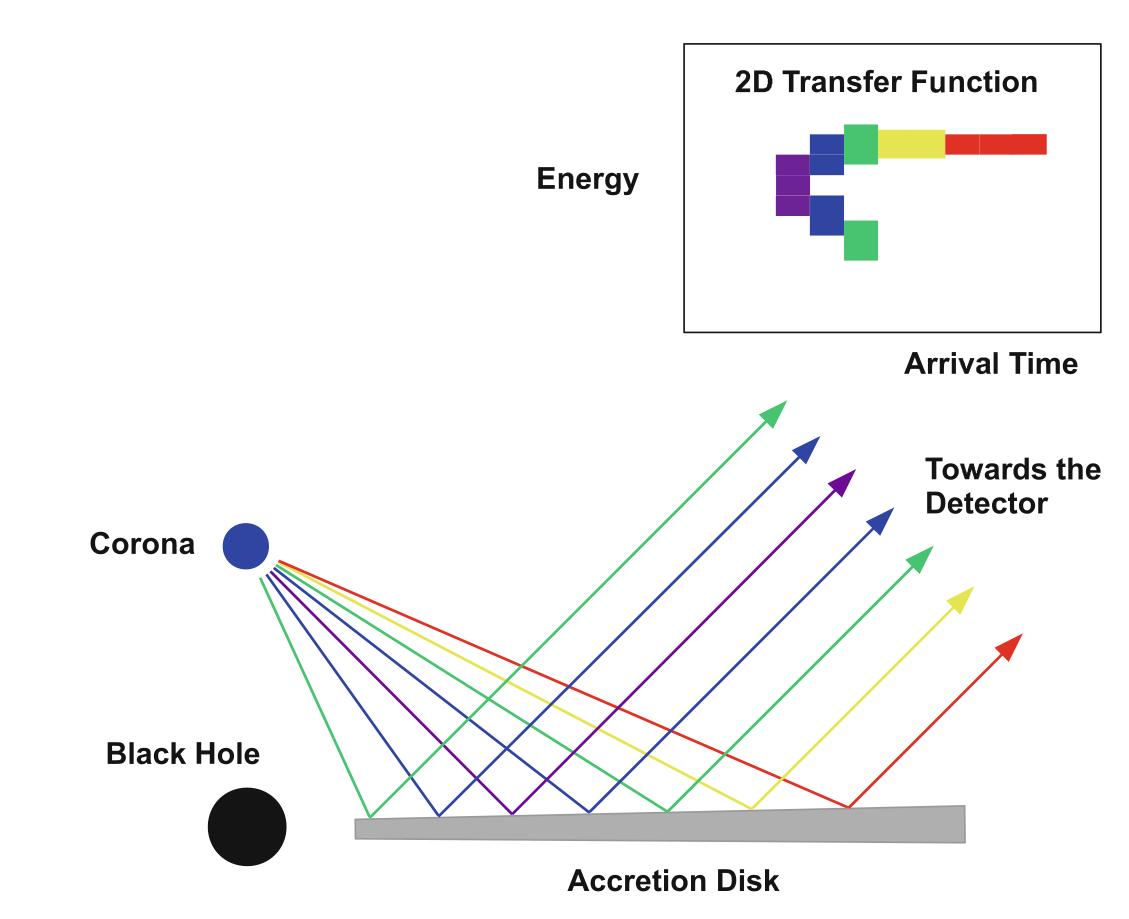 2D Transfer Function
Energy
Arrival Time
Towards the
Detector
Corona
Black Hole
Accretion Disk